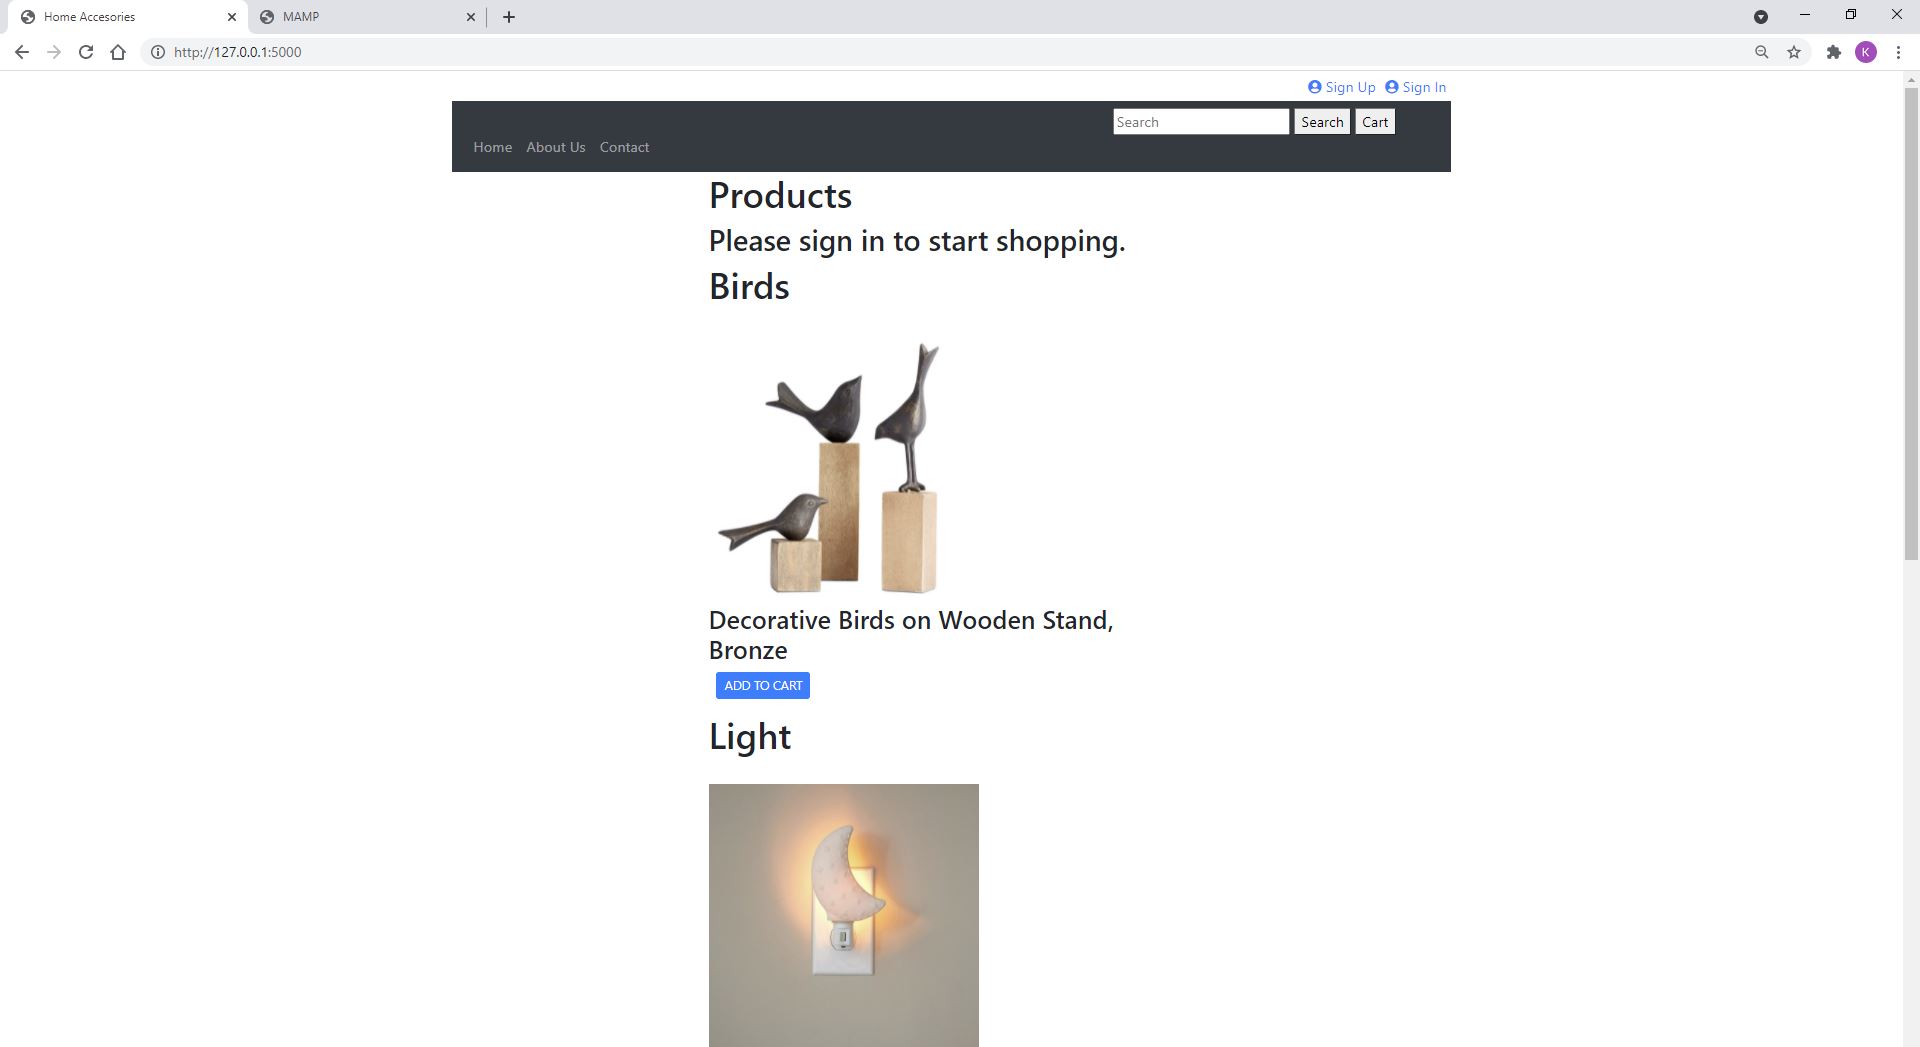 Home Accesories
MAMP
http://127.0.0.1:5000
K
Sign Up Sign In
Search Search Cart
Home About Us Contact
Products
Please sign in to start shopping.
Birds
Decorative Birds on Wooden Stand,
Bronze
ADD TO CART
Light